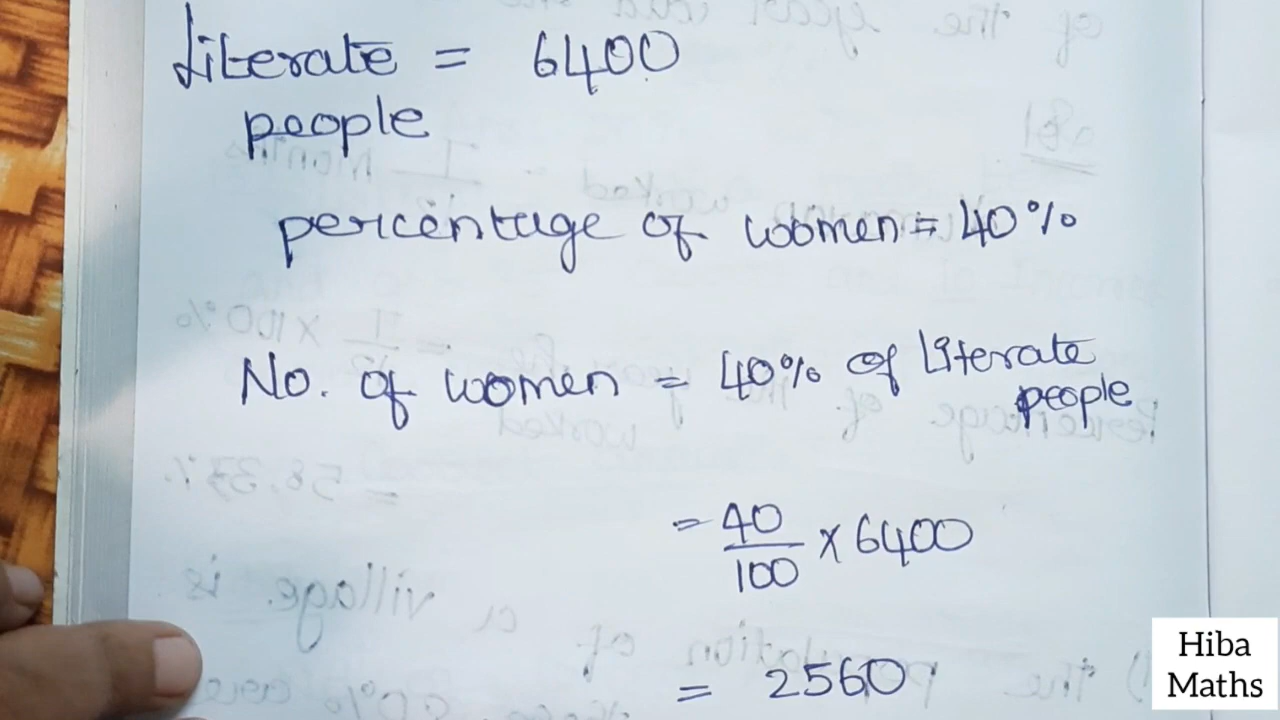 Literate = 6400
people
percentage of women = 40%
No. of women = 40% of Literate
people
= 40/100 × 6400
= 2560
Hiba
Maths